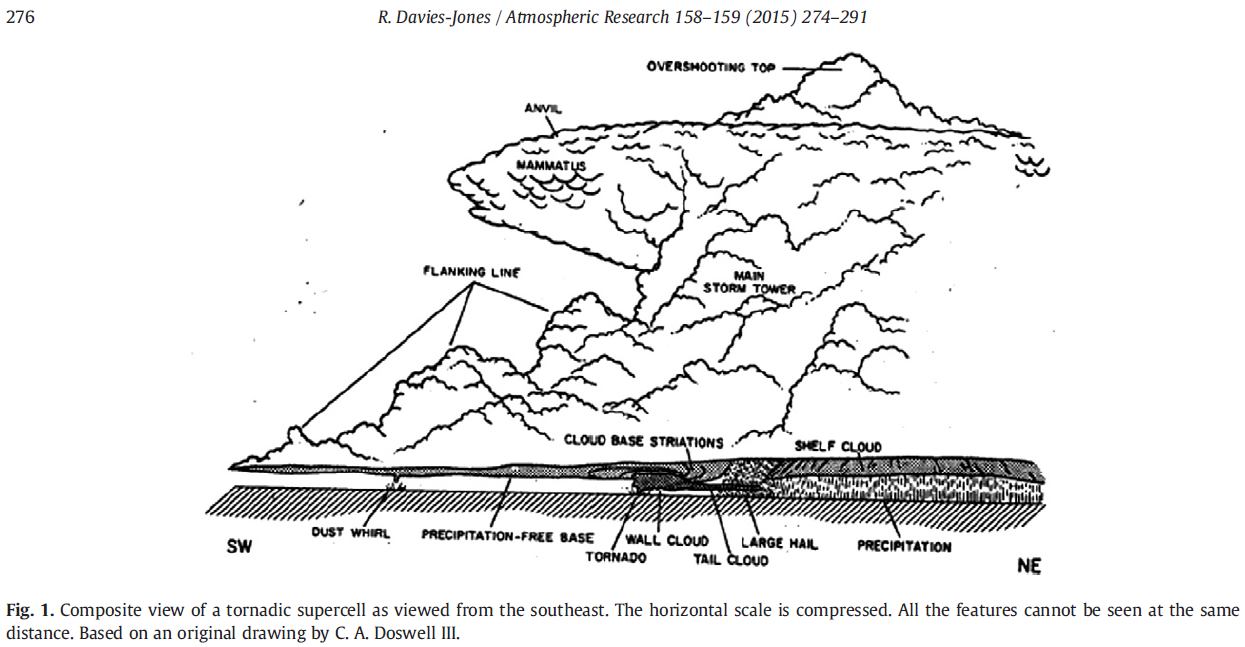 276
R. Davies-Jones / Atmospheric Research 158–159 (2015) 274–291
OVERSHOOTING TOP
ANVIL
MAMMATUS
FLANKING LINE
MAIN
STORM TOWER
CLOUD BASE STRIATIONS
SHELF CLOUD
DUST WHIRL
PRECIPITATION-FREE BASE
WALL CLOUD
LARGE HAIL
PRECIPITATION
TORNADO
TAIL CLOUD
SW
NE
Fig. 1. Composite view of a tornadic supercell as viewed from the southeast. The horizontal scale is compressed. All the features cannot be seen at the same
distance. Based on an original drawing by C. A. Doswell III.